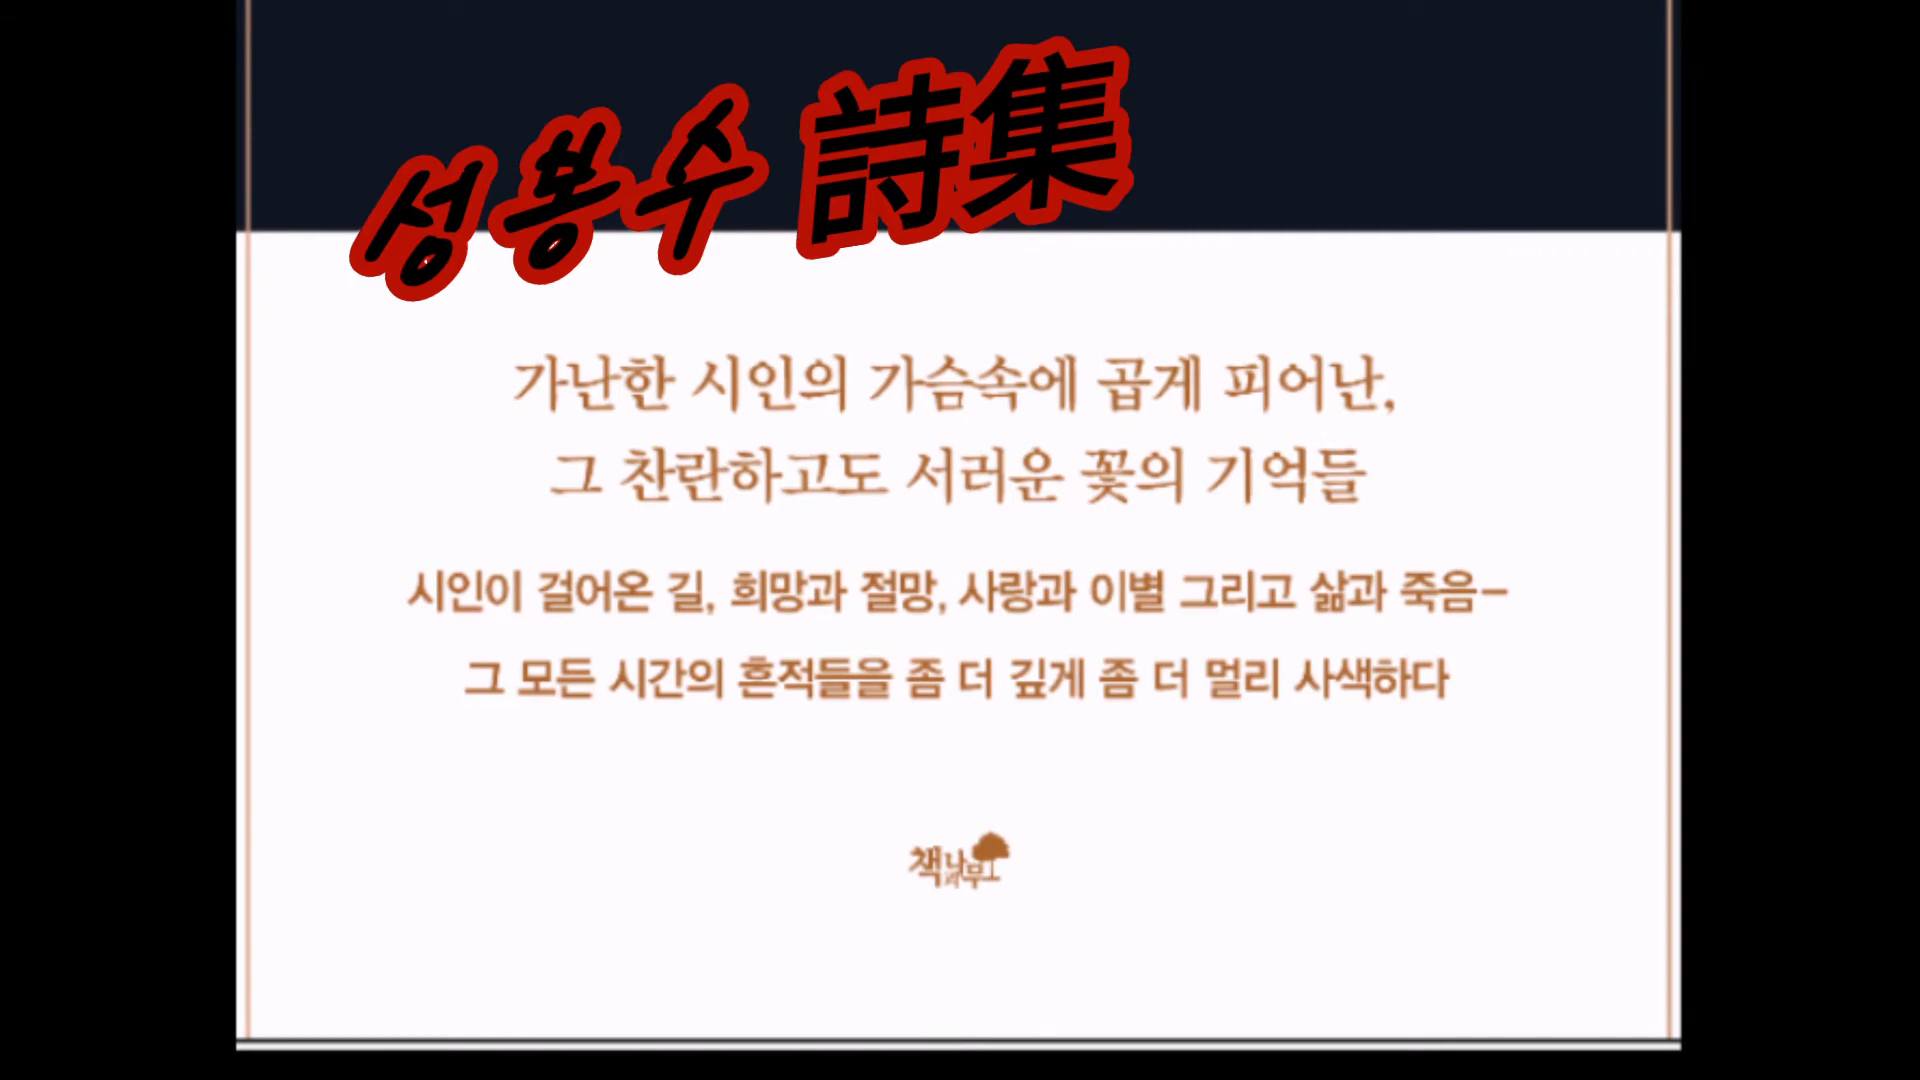 성봉수 詩集
가난한 시인의 가슴속에 곱게 피어난,
그 찬란하고도 서러운 꽃의 기억들
시인이 걸어온 길, 희망과 절망, 사랑과 이별 그리고 삶과 죽음–
그 모든 시간의 흔적들을 좀 더 깊게 좀 더 멀리 사색하다
책과나무